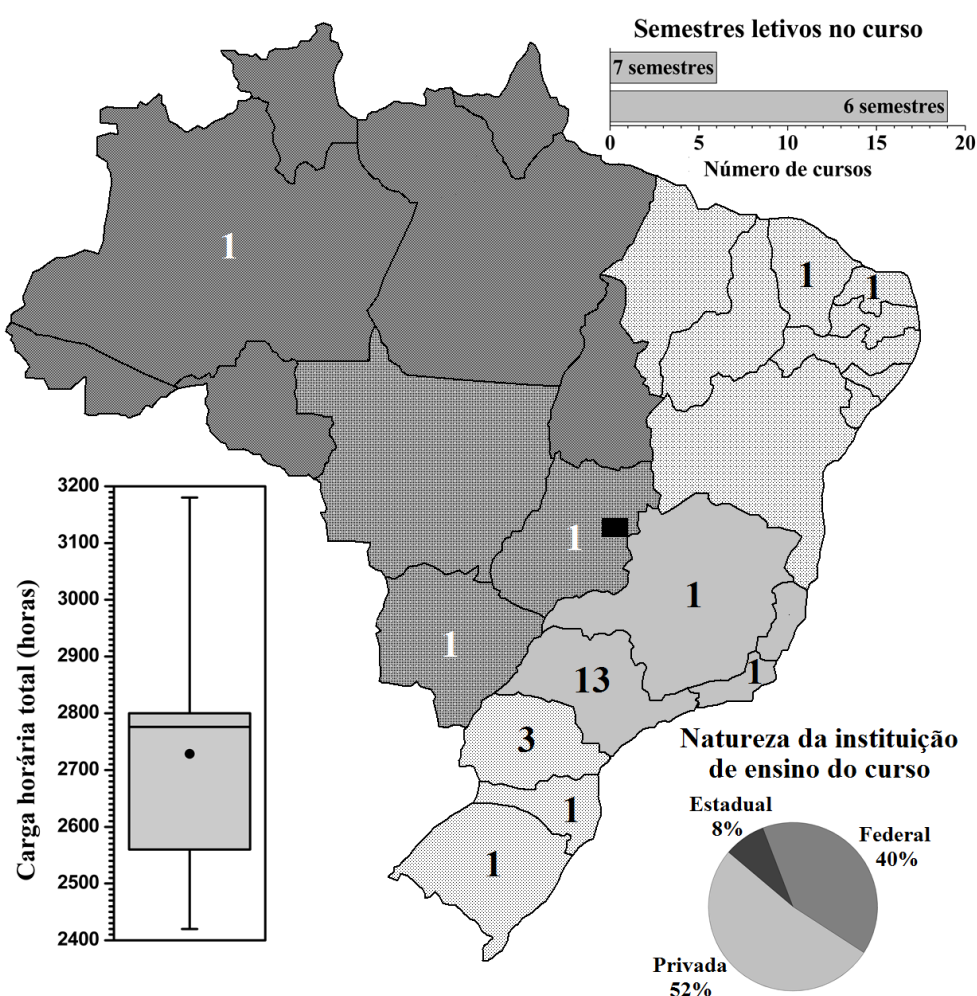 Semestres letivos no curso
7 semestres
6 semestres
0 5 10 15 20
Número de cursos
1
1
1
1
1
1
1
13
3
1
1
3200
3100
3000
2900
2800
2700
2600
2500
2400
Carga horária total (horas)
Natureza da instituição
de ensino do curso
Estadual
8%
Federal
40%
Privada
52%